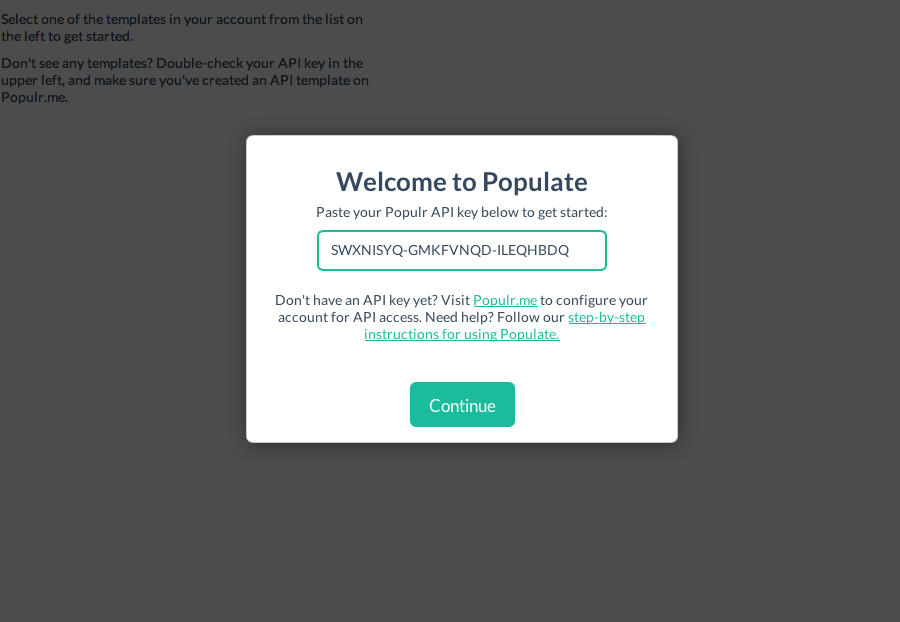 Select one of the templates in your account from the list on
the left to get started.
Don't see any templates? Double-check your API key in the
upper left, and make sure you've created an API template on
Populr.me.
Welcome to Populate
Paste your Populr API key below to get started:
SWXNISYQ-GMKFVNQD-ILEQHBDQ
Don't have an API key yet? Visit Populr.me to configure your
account for API access. Need help? Follow our step-by-step
instructions for using Populate.
Continue